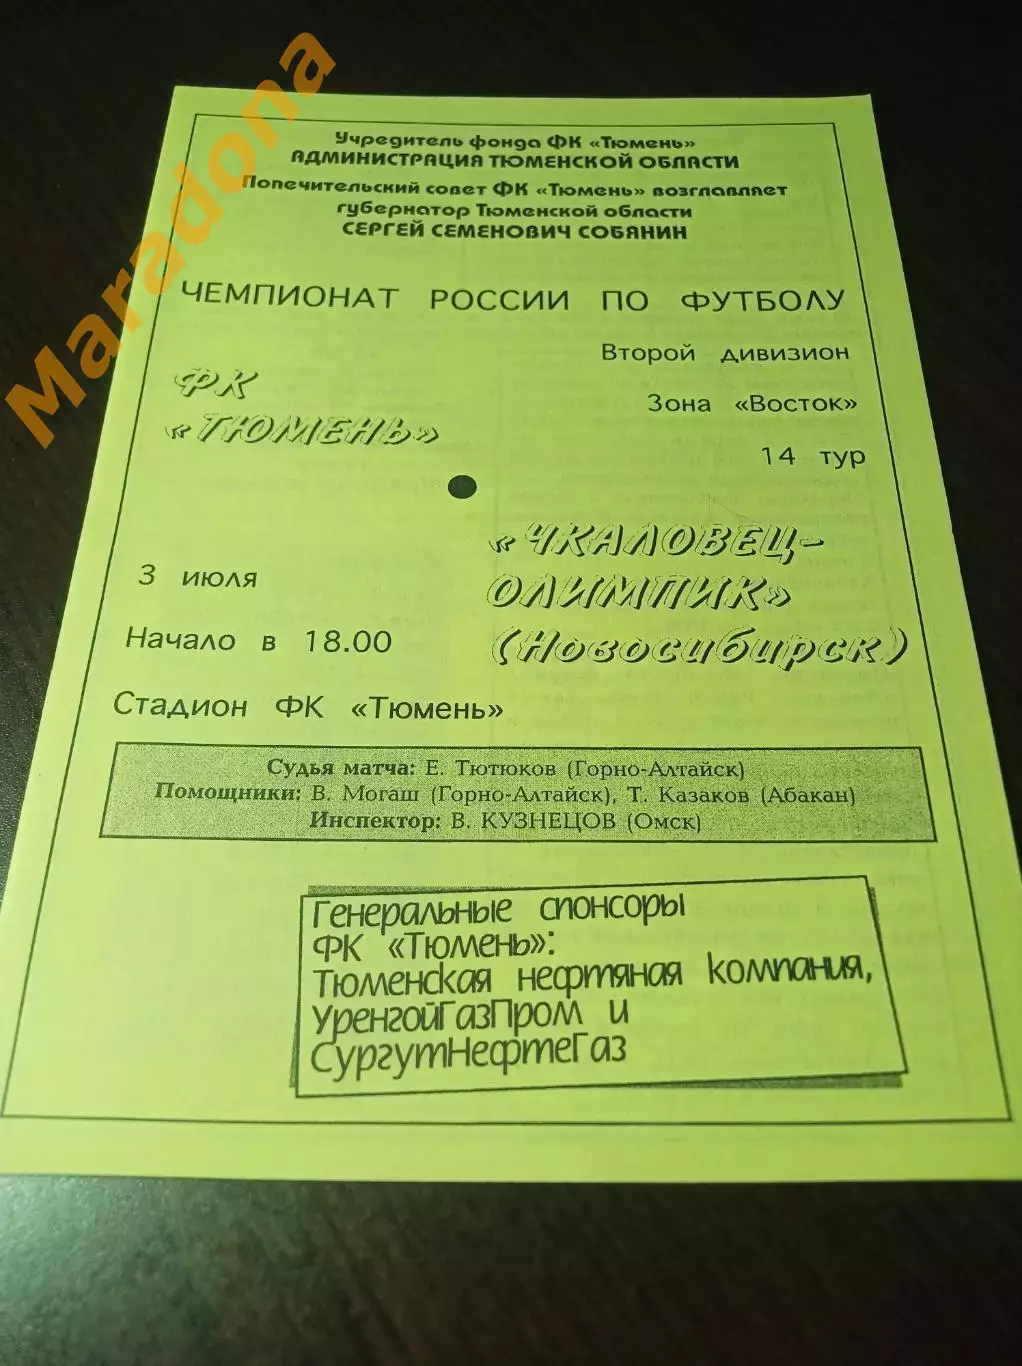 Maradona
Учредитель фонда ФК «Тюмень»
АДМИНИСТРАЦИЯ ТЮМЕНСКОЙ ОБЛАСТИ
Попечительский совет ФК «Тюмень» возглавляет
губернатор Тюменской области
СЕРГЕЙ СЕМЕНОВИЧ СОБЯНИН
ЧЕМПИОНАТ РОССИИ ПО ФУТБОЛУ
Второй дивизион
ФК
Зона «Восток»
«ТЮМЕНЬ»
14 тур
«ЧКАЛОВЕЦ-
3 июля
ОЛИМПИК»
Начало в 18.00
(Новосибирск)
Стадион ФК «Тюмень»
Судья матча: Е. Тютюков (Горно-Алтайск)
Помощники: В. Могаш (Горно-Алтайск), Т. Казаков (Абакан)
Инспектор: В. КУЗНЕЦОВ (Омск)
Генеральные спонсоры
ФК «Тюмень»:
Тюменская нефтяная компания,
УренгойГазПром и
СургутНефтеГаз